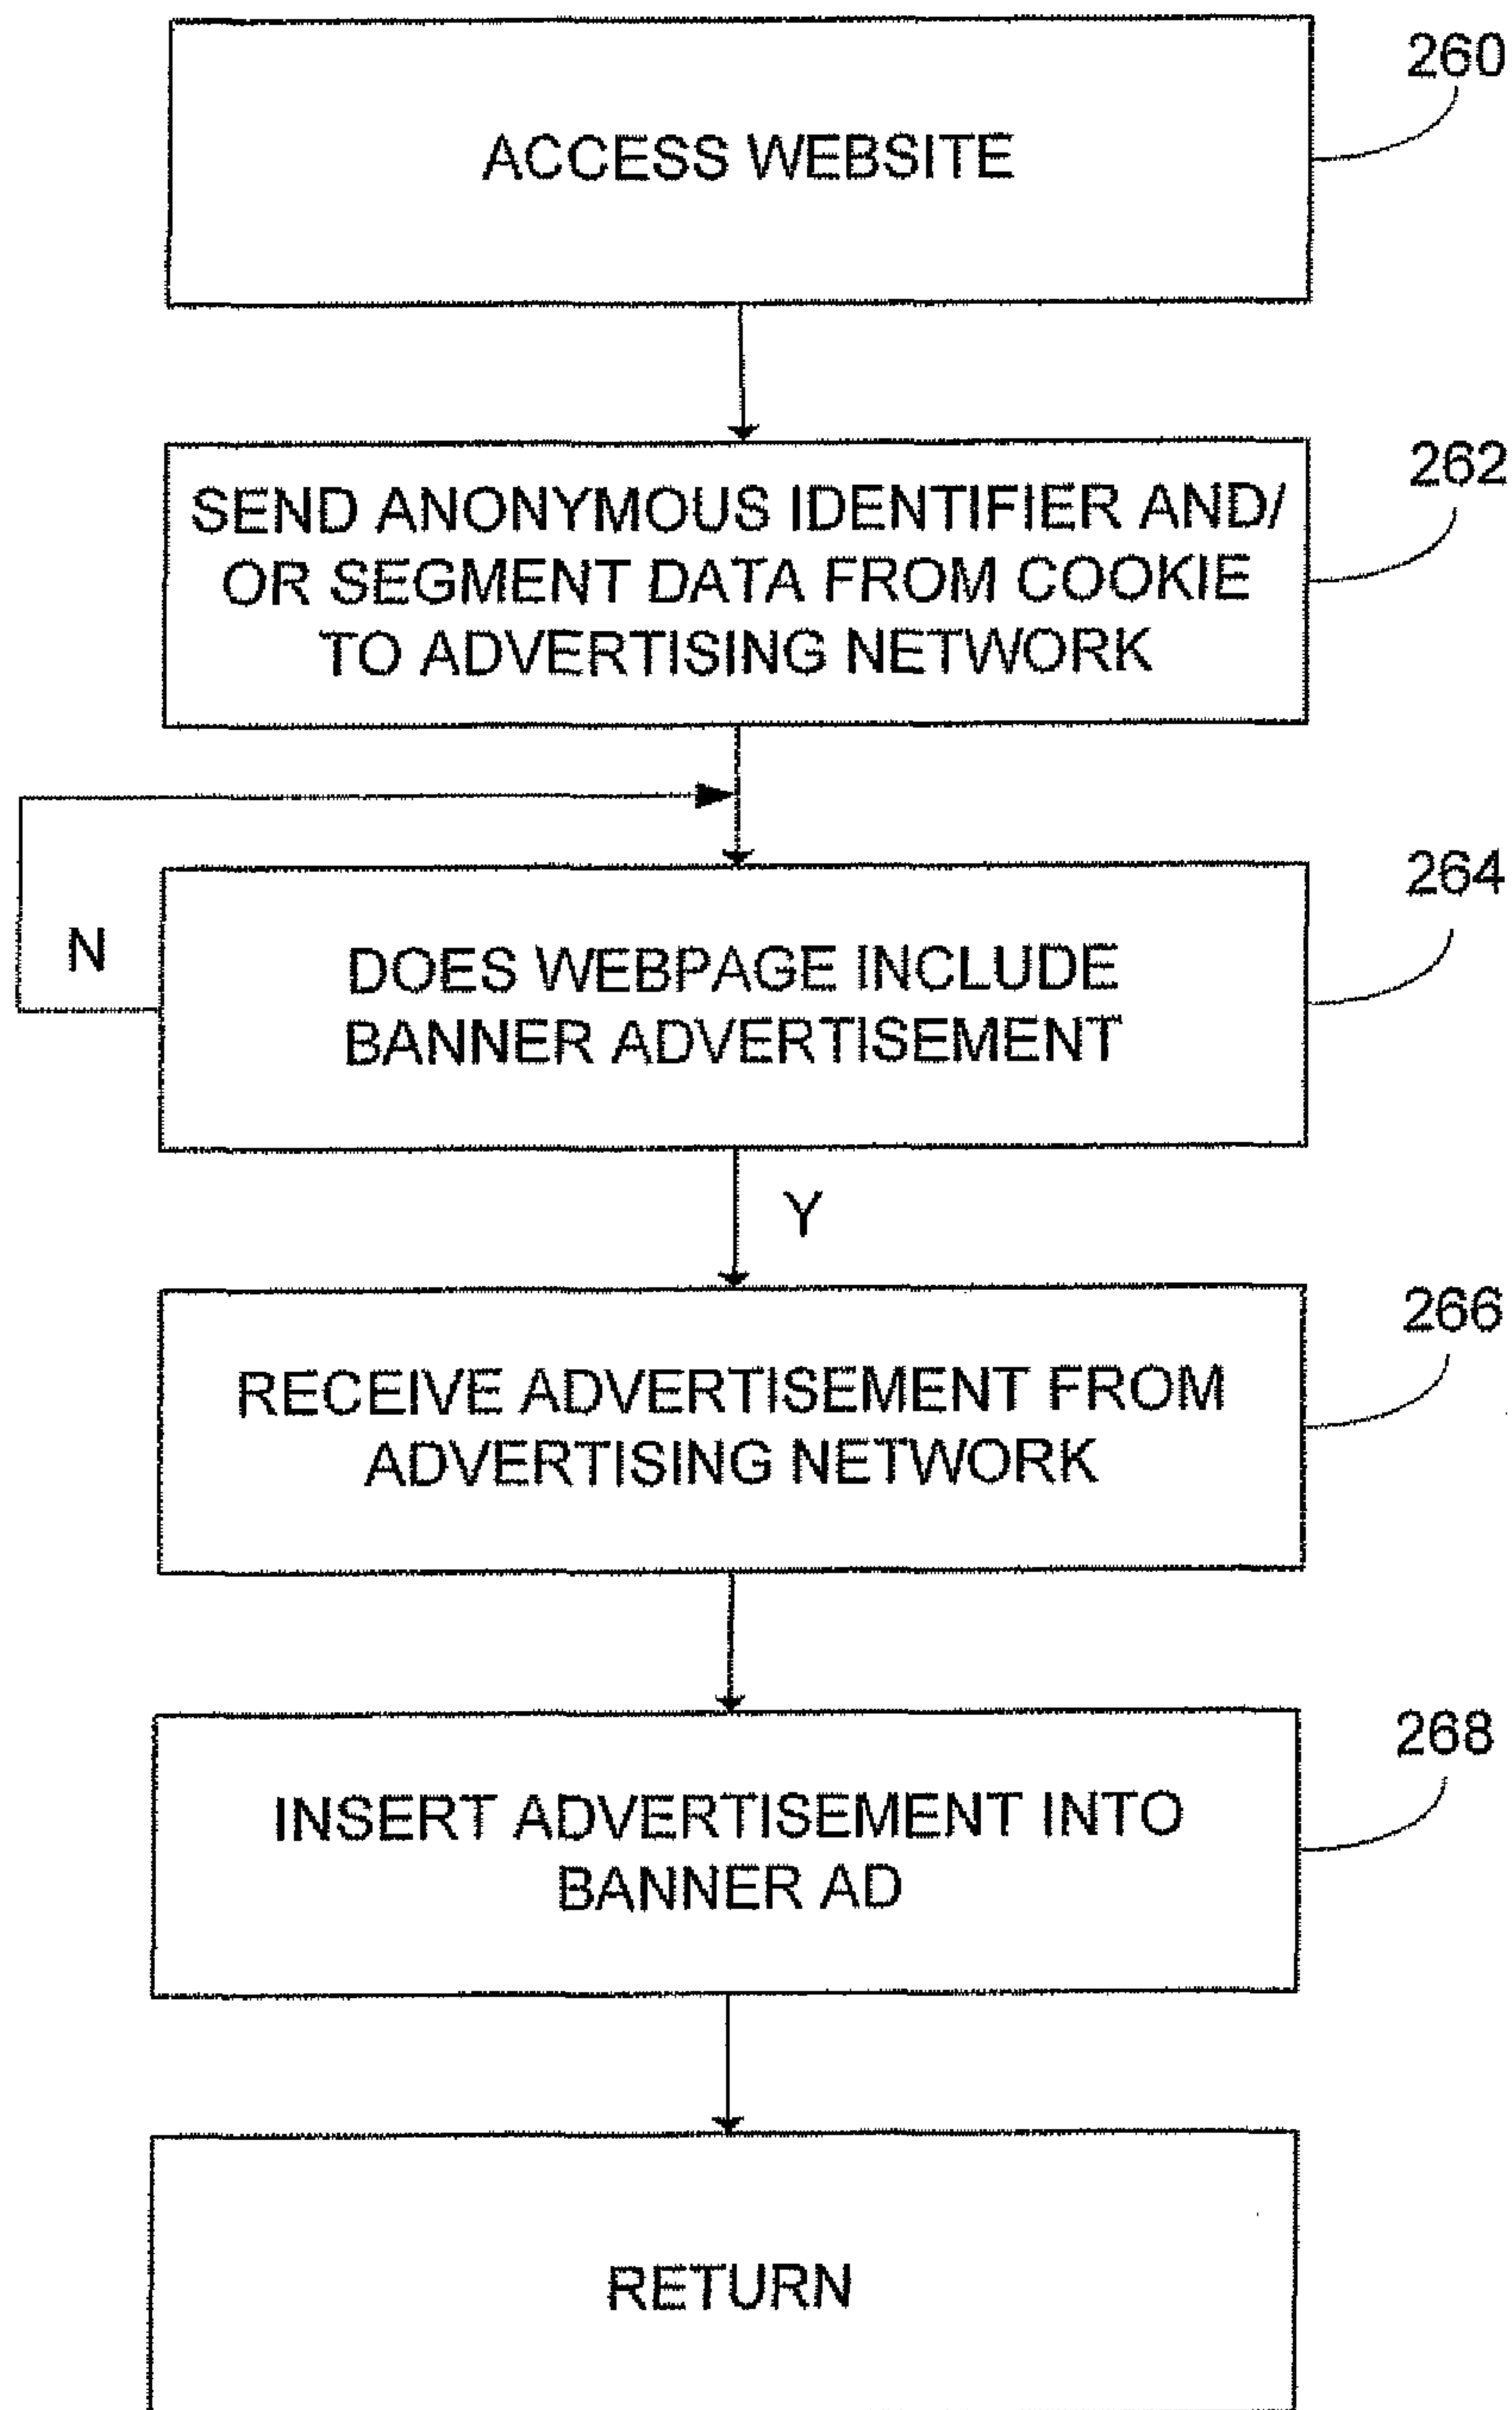 260
ACCESS WEBSITE
262
SEND ANONYMOUS IDENTIFIER AND/
OR SEGMENT DATA FROM COOKIE
TO ADVERTISING NETWORK
264
N
DOES WEBPAGE INCLUDE
BANNER ADVERTISEMENT
Y
266
RECEIVE ADVERTISEMENT FROM
ADVERTISING NETWORK
268
INSERT ADVERTISEMENT INTO
BANNER AD
RETURN